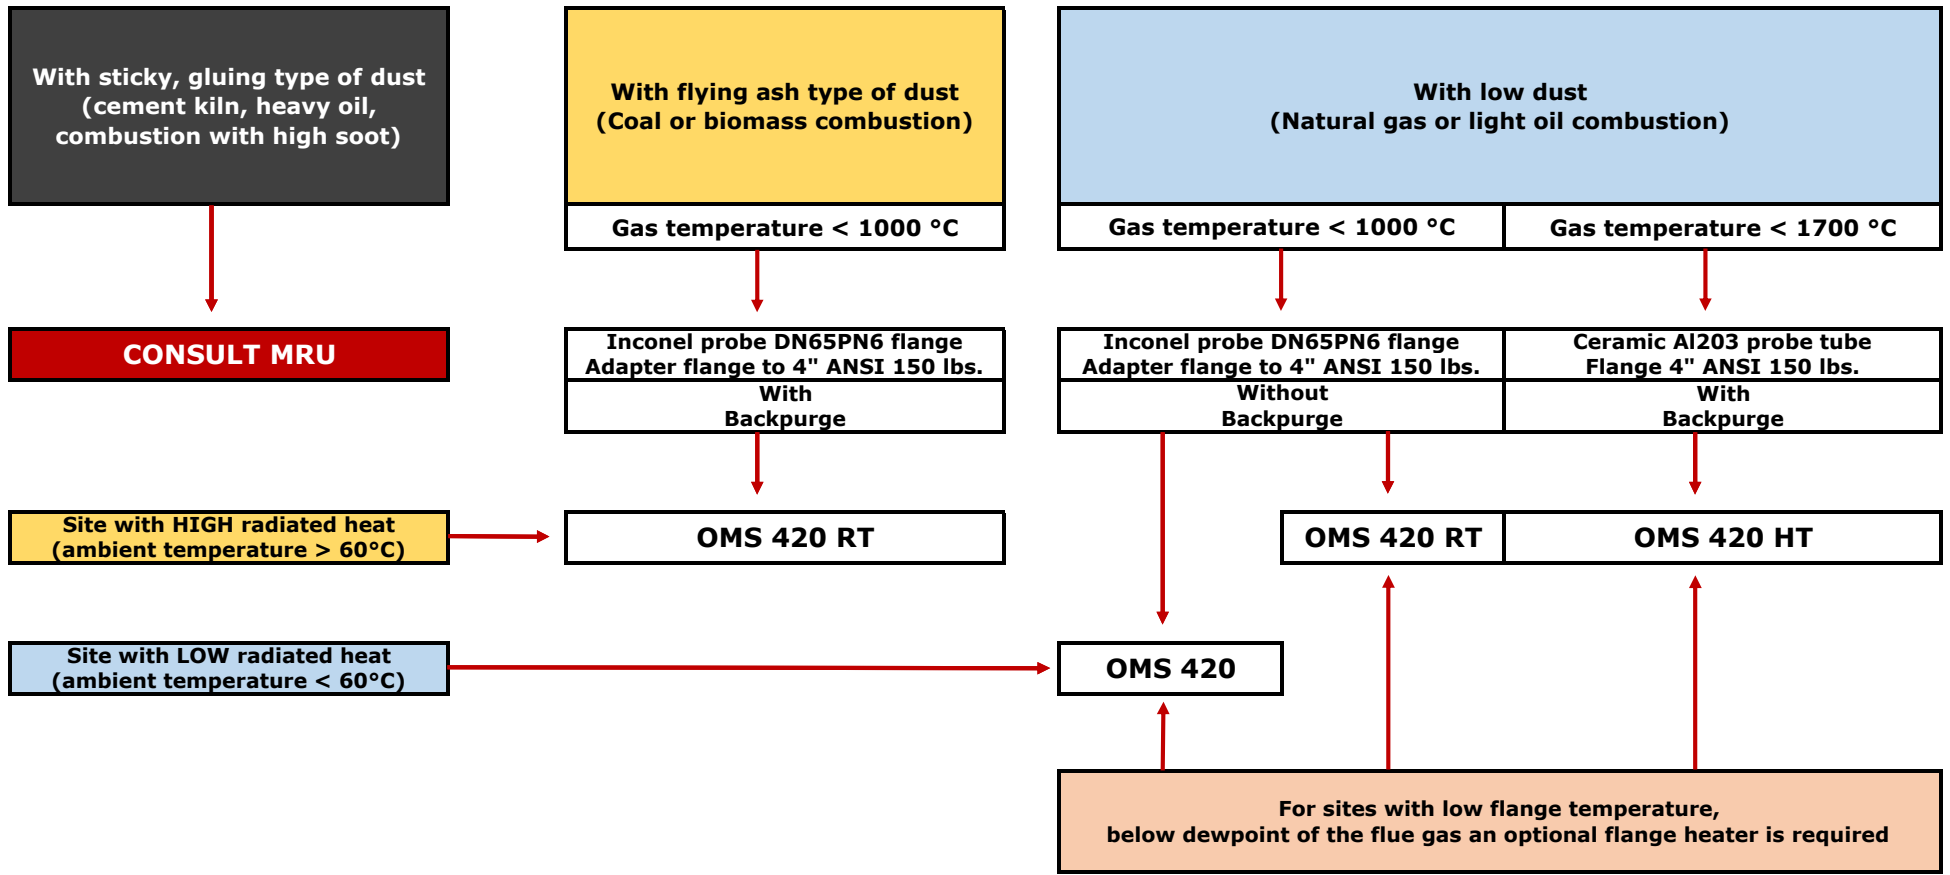 With sticky, gluing type of dust
(cement kiln, heavy oil,
combustion with high soot)
With flying ash type of dust
(Coal or biomass combustion)
With low dust
(Natural gas or light oil combustion)
Gas temperature < 1000 °C
Gas temperature < 1000 °C
Gas temperature < 1700 °C
CONSULT MRU
Inconel probe DN65PN6 flange
Adapter flange to 4" ANSI 150 lbs.
Inconel probe DN65PN6 flange
Adapter flange to 4" ANSI 150 lbs.
Ceramic Al203 probe tube
Flange 4" ANSI 150 lbs.
With
Backpurge
Without
Backpurge
With
Backpurge
Site with HIGH radiated heat
(ambient temperature > 60°C)
OMS 420 RT
OMS 420 RT
OMS 420 HT
Site with LOW radiated heat
(ambient temperature < 60°C)
OMS 420
For sites with low flange temperature,
below dewpoint of the flue gas an optional flange heater is required